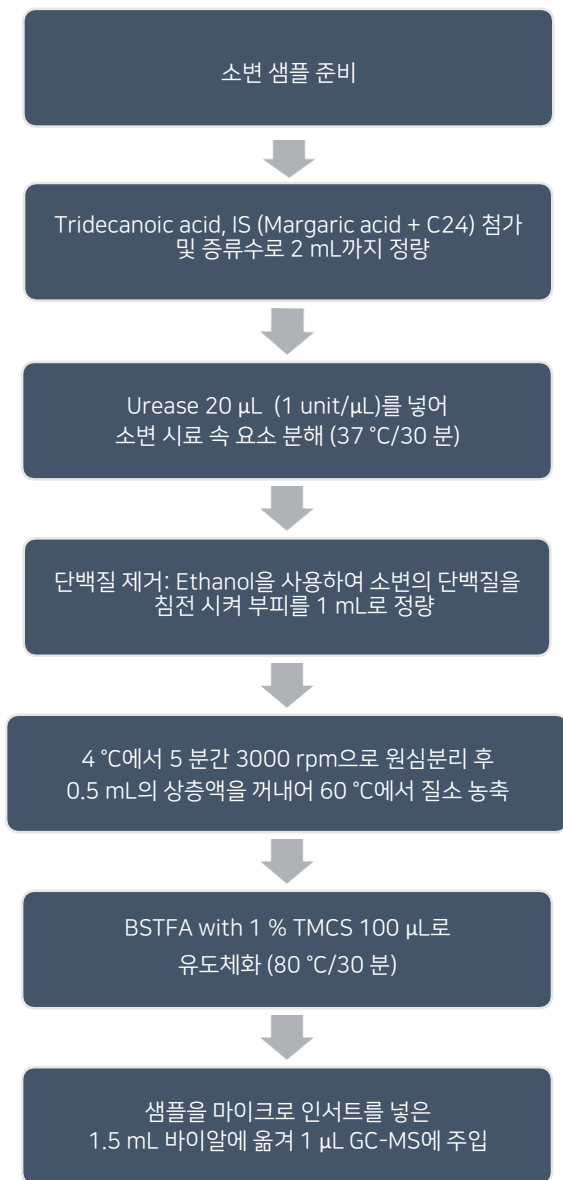 소변 샘플 준비
Tridecanoic acid, IS (Margaric acid + C24) 첨가
및 증류수로 2 mL까지 정량
Urease 20 μL (1 unit/μL)를 넣어
소변 시료 속 요소 분해 (37 ℃/30 분)
단백질 제거: Ethanol을 사용하여 소변의 단백질을
침전 시켜 부피를 1 mL로 정량
4 ℃에서 5 분간 3000 rpm으로 원심분리 후
0.5 mL의 상층액을 꺼내어 60 ℃에서 질소 농축
BSTFA with 1 % TMCS 100 μL로
유도체화 (80 ℃/30 분)
샘플을 마이크로 인서트를 넣은
1.5 mL 바이알에 옮겨 1 μL GC-MS에 주입